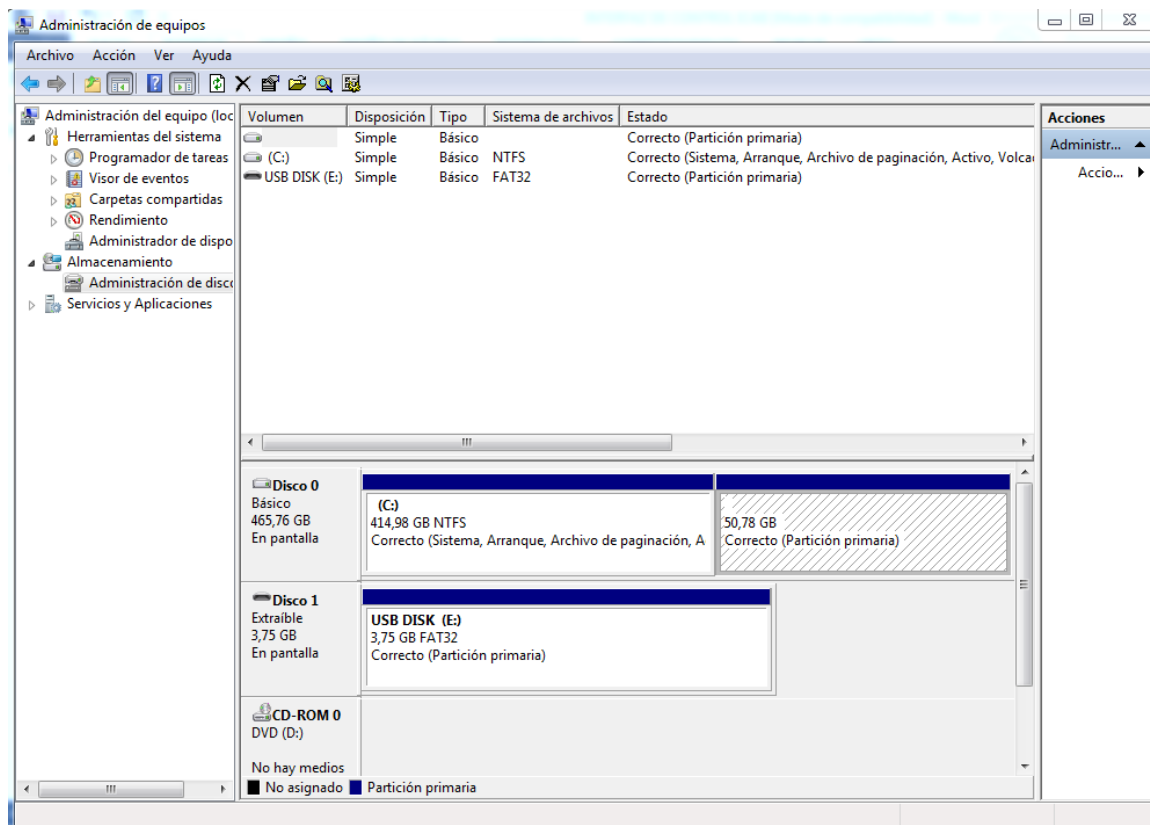 Administración de equipos
Archivo Acción Ver Ayuda
Administración del equipo (loc
Herramientas del sistema
Programador de tareas
Visor de eventos
Carpetas compartidas
Rendimiento
Administrador de dispo
Almacenamiento
Administración de disco
Servicios y Aplicaciones
Volumen Disposición Tipo Sistema de archivos Estado
Simple Básico Correcto (Partición primaria)
(C:) Simple Básico NTFS Correcto (Sistema, Arranque, Archivo de paginación, Activo, Volca
USB DISK (E:) Simple Básico FAT32 Correcto (Partición primaria)
Acciones
Administr...
Accio...
Disco 0
Básico
465,76 GB
En pantalla
(C:)
414,98 GB NTFS
Correcto (Sistema, Arranque, Archivo de paginación, A
50,78 GB
Correcto (Partición primaria)
Disco 1
Extraíble
3,75 GB
En pantalla
USB DISK (E:)
3,75 GB FAT32
Correcto (Partición primaria)
CD-ROM 0
DVD (D:)
No hay medios
No asignado Partición primaria